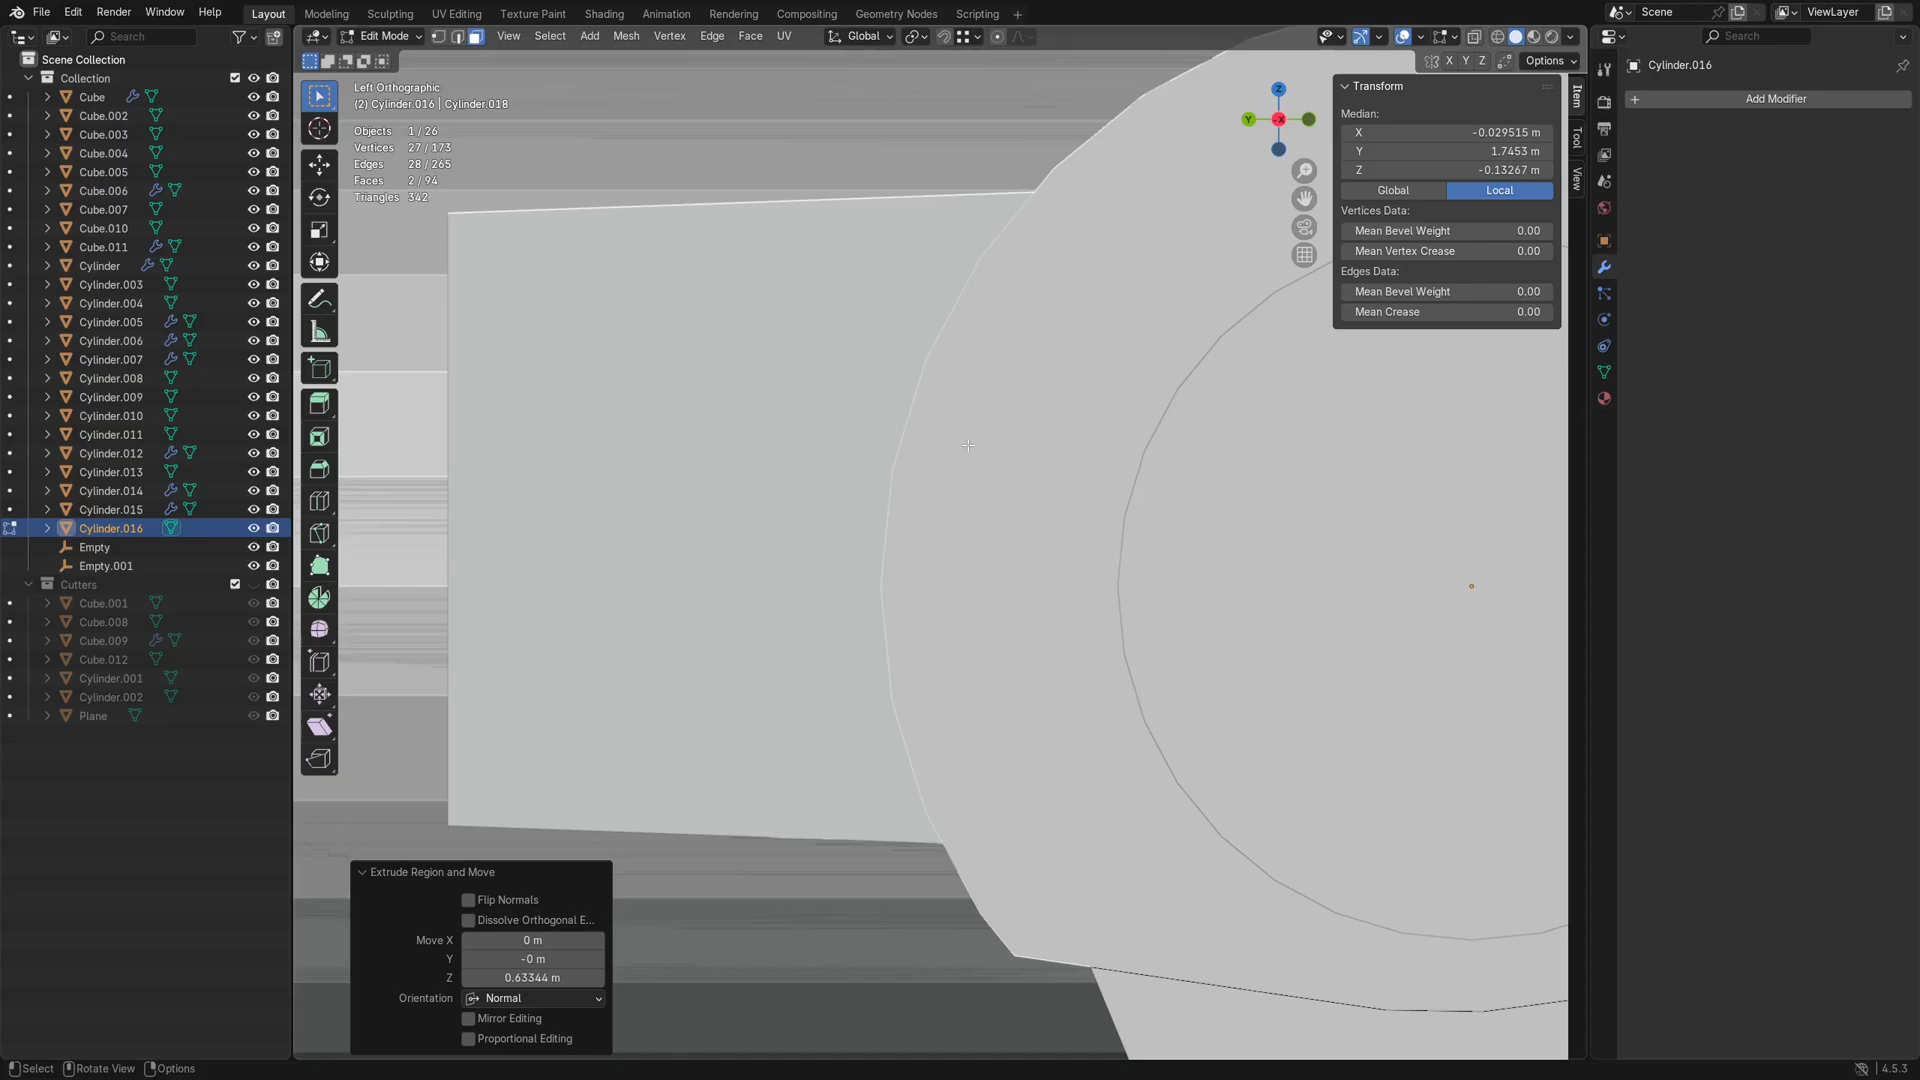 File Edit Render Window Help Layout Modeling Sculpting UV Editing Texture Paint Shading Animation Rendering Compositing Geometry Nodes Scripting + Scene ViewLayer
Search Edit Mode View Select Add Mesh Vertex Edge Face UV Global Search
X Y Z Options
Scene Collection
Collection
Cube
Cube.002
Cube.003
Cube.004
Cube.005
Cube.006
Cube.007
Cube.010
Cube.011
Cylinder
Cylinder.003
Cylinder.004
Cylinder.005
Cylinder.006
Cylinder.007
Cylinder.008
Cylinder.009
Cylinder.010
Cylinder.011
Cylinder.012
Cylinder.013
Cylinder.014
Cylinder.015
Cylinder.016
Empty
Empty.001
Cutters
Cube.001
Cube.008
Cube.009
Cube.012
Cylinder.001
Cylinder.002
Plane
Left Orthographic
(2) Cylinder.016 | Cylinder.018
Objects 1 / 26
Vertices 27 / 173
Edges 28 / 265
Faces 2 / 94
Triangles 342
Z
Y -X
Transform
Median:
X -0.029515 m
Y 1.7453 m
Z -0.13267 m
Global Local
Vertices Data:
Mean Bevel Weight 0.00
Mean Vertex Crease 0.00
Edges Data:
Mean Bevel Weight 0.00
Mean Crease 0.00
Item
Tool
View
Cylinder.016
+ Add Modifier
Extrude Region and Move
Flip Normals
Dissolve Orthogonal E...
Move X 0 m
Y -0 m
Z 0.63344 m
Orientation Normal
Mirror Editing
Proportional Editing
Select Rotate View Options 4.5.3